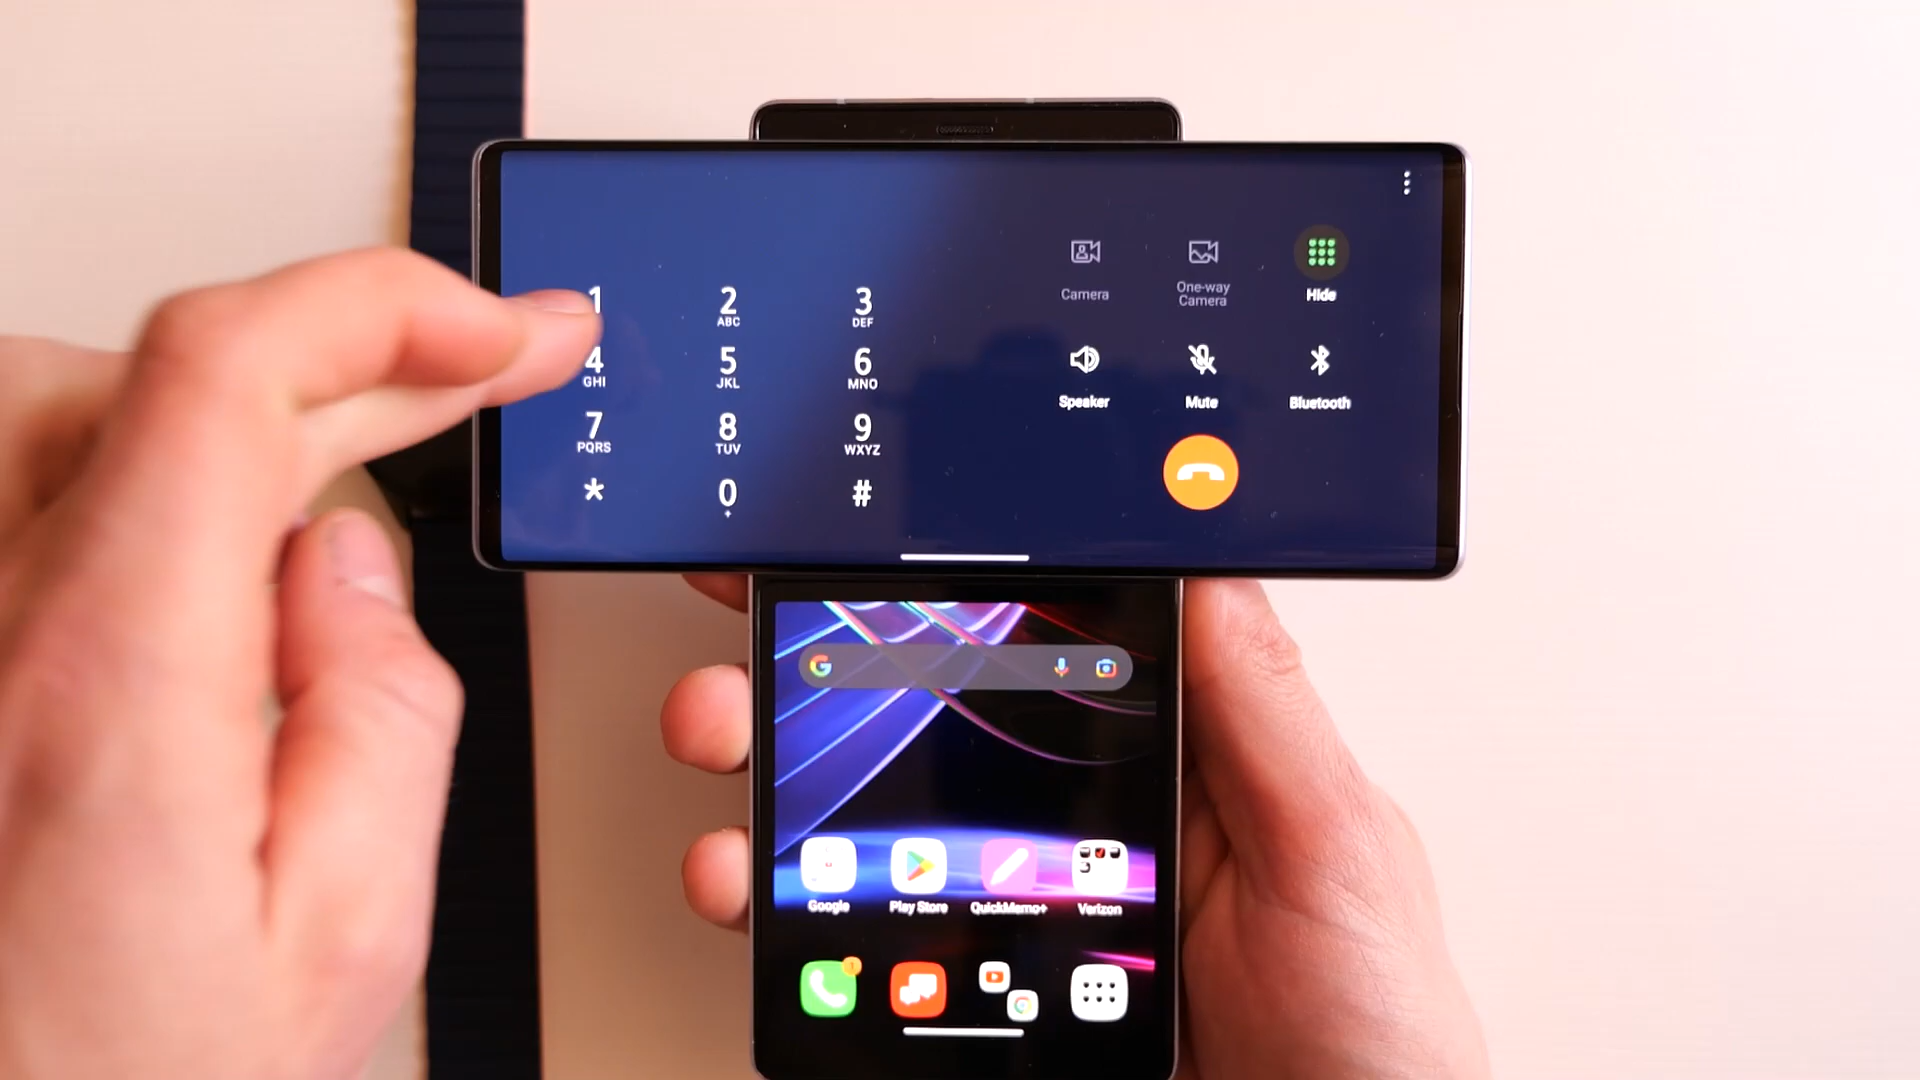 1
2
ABC
3
DEF
4
GHI
5
JKL
6
MNO
7
PQRS
8
TUV
9
WXYZ
*
0
+
#
Camera
One-way
Camera
Hide
Speaker
Mute
Bluetooth
G
Google
Play Store
QuickMemo+
Verizon
1